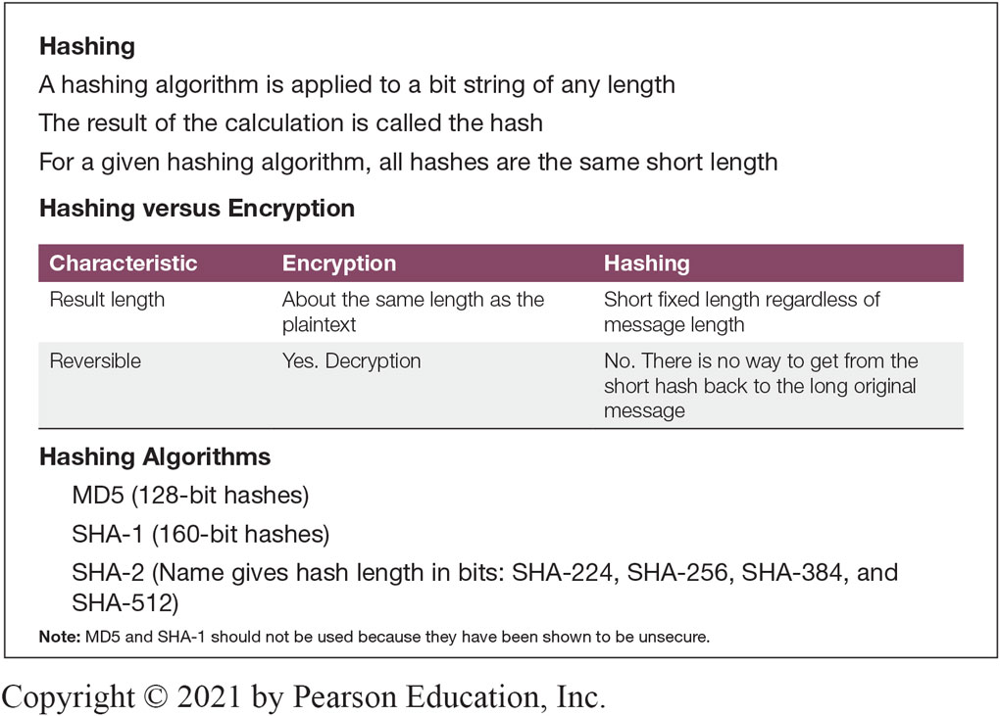 Hashing
A hashing algorithm is applied to a bit string of any length
The result of the calculation is called the hash
For a given hashing algorithm, all hashes are the same short length
Hashing versus Encryption
Characteristic Encryption Hashing
Result length About the same length as the plaintext Short fixed length regardless of message length
Reversible Yes. Decryption No. There is no way to get from the short hash back to the long original message
Hashing Algorithms
MD5 (128-bit hashes)
SHA-1 (160-bit hashes)
SHA-2 (Name gives hash length in bits: SHA-224, SHA-256, SHA-384, and
SHA-512)
Note: MD5 and SHA-1 should not be used because they have been shown to be unsecure.
Copyright © 2021 by Pearson Education, Inc.